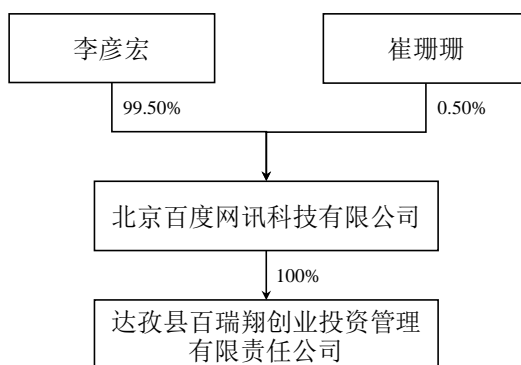 李彦宏
崔珊珊
99.50%
0.50%
北京百度网讯科技有限公司
100%
达孜县百瑞翔创业投资管理
有限责任公司